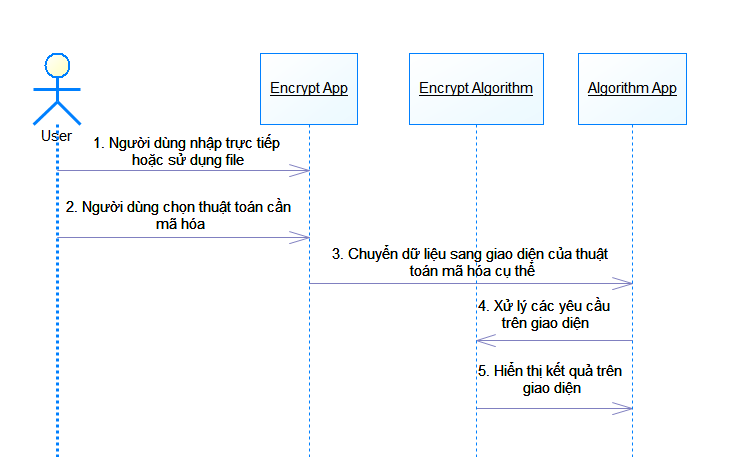 Encrypt App
Encrypt Algorithm
Algorithm App
User
1. Người dùng nhập trực tiếp
hoặc sử dụng file
2. Người dùng chọn thuật toán cần
mã hóa
3. Chuyển dữ liệu sang giao diện của thuật
toán mã hóa cụ thể
4. Xử lý các yêu cầu
trên giao diện
5. Hiển thị kết quả trên
giao diện